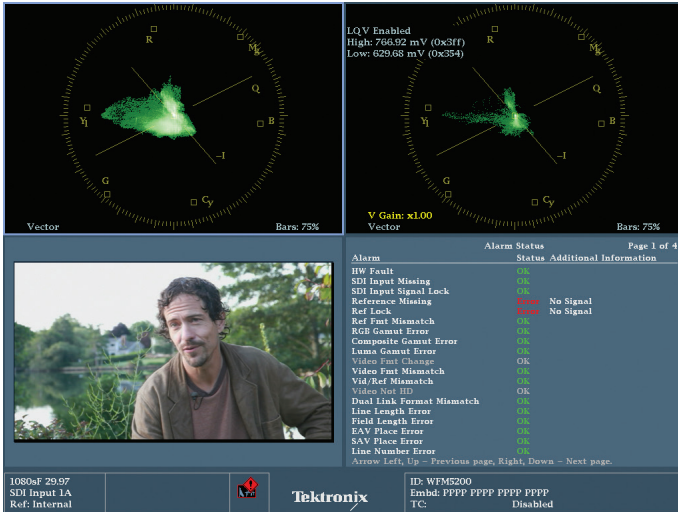 R
Mg
Q
B
-I
Cy
G
YI
Vector
Bars: 75%
LQV Enabled
High: 766.92 mV (0x3ff)
Low: 629.68 mV (0x354)
R
Mg
Q
B
-I
Cy
G
YI
V Gain: x1.00
Vector
Bars: 75%
Alarm Status Page 1 of 4
Alarm Status Additional Information
HW Fault OK
SDI Input Missing OK
SDI Input Signal Lock OK
Reference Missing Error No Signal
Ref Lock Error No Signal
Ref Fmt Mismatch OK
RGB Gamut Error OK
Composite Gamut Error OK
Luma Gamut Error OK
Video Fmt Change OK
Video Fmt Mismatch OK
Vid/Ref Mismatch OK
Video Not HD OK
Dual Link Format Mismatch OK
Line Length Error OK
Field Length Error OK
EAV Place Error OK
SAV Place Error OK
Line Number Error OK
Arrow Left, Up - Previous page, Right, Down - Next page.
1080sF 29.97
SDI Input 1A
Ref: Internal
Tektronix
ID: WFM5200
Embd: PPPP PPPP PPPP PPPP
TC: Disabled